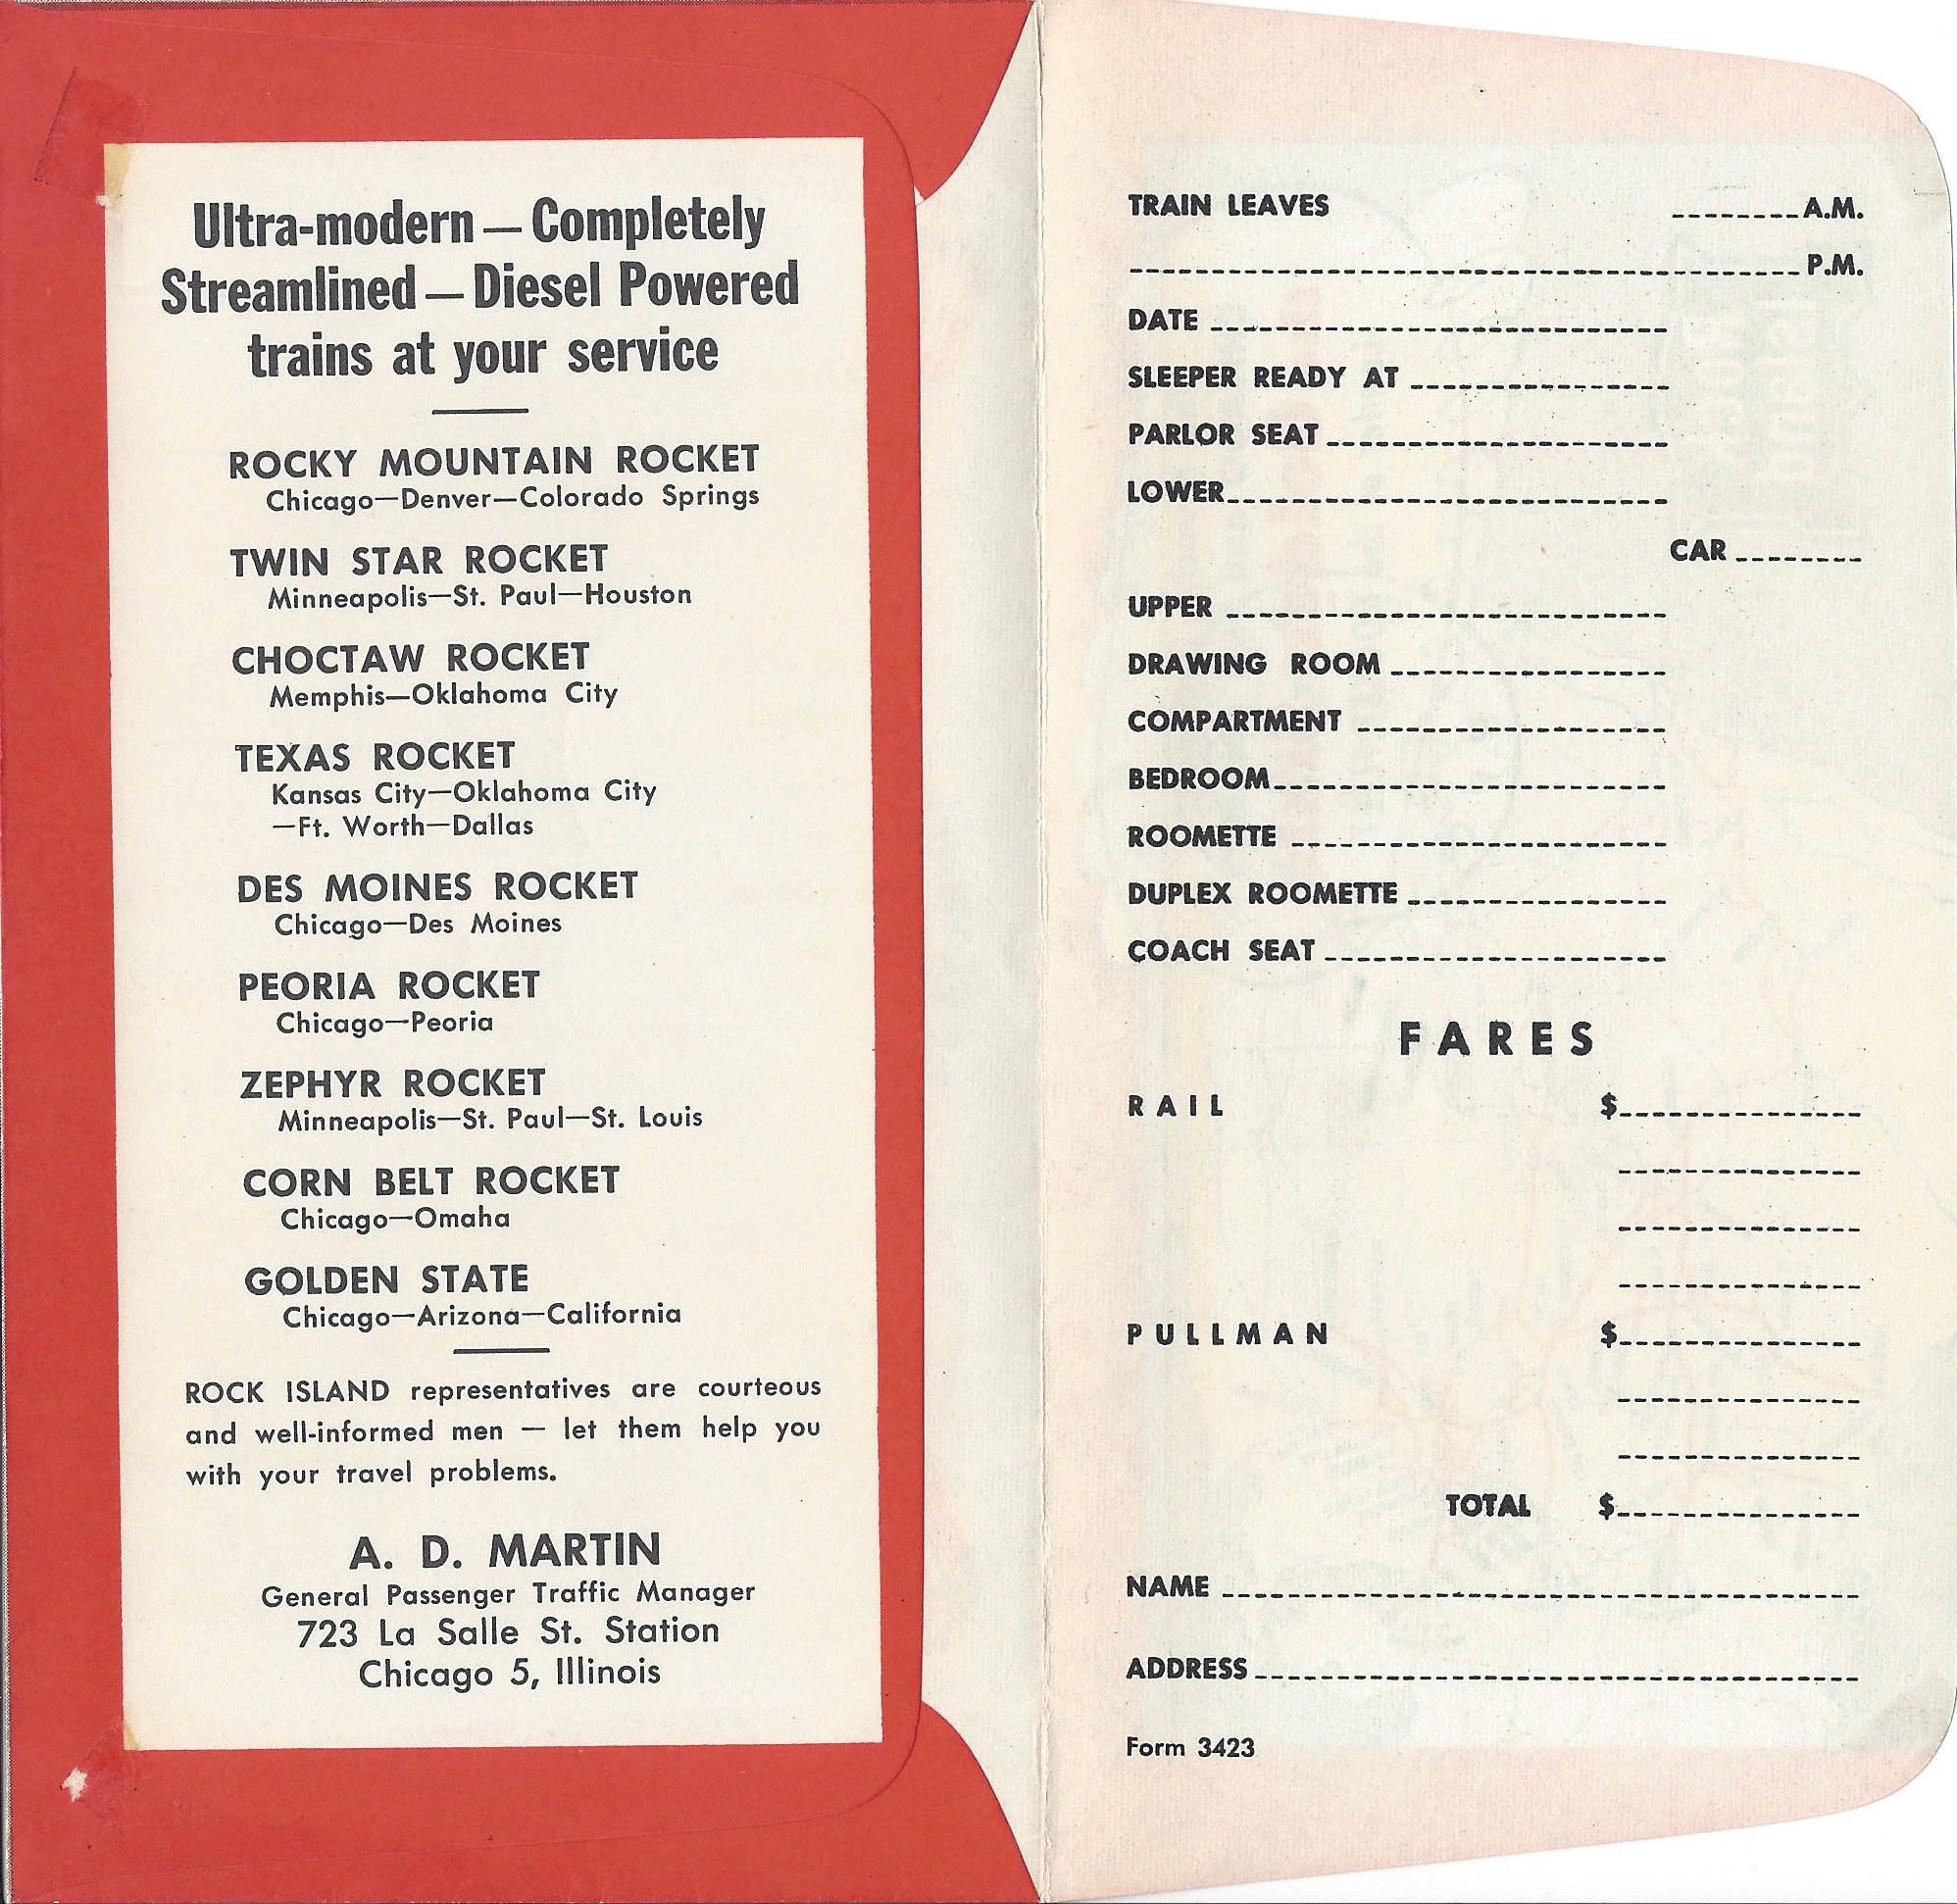 Ultra-modern — Completely
Streamlined — Diesel Powered
trains at your service
ROCKY MOUNTAIN ROCKET
Chicago—Denver—Colorado Springs
TWIN STAR ROCKET
Minneapolis—St. Paul—Houston
CHOCTAW ROCKET
Memphis—Oklahoma City
TEXAS ROCKET
Kansas City—Oklahoma City
—Ft. Worth—Dallas
DES MOINES ROCKET
Chicago—Des Moines
PEORIA ROCKET
Chicago—Peoria
ZEPHYR ROCKET
Minneapolis—St. Paul—St. Louis
CORN BELT ROCKET
Chicago—Omaha
GOLDEN STATE
Chicago—Arizona—California
ROCK ISLAND representatives are courteous
and well-informed men — let them help you
with your travel problems.
A. D. MARTIN
General Passenger Traffic Manager
723 La Salle St. Station
Chicago 5, Illinois
TRAIN LEAVES A.M.
P.M.
DATE
SLEEPER READY AT
PARLOR SEAT
LOWER
CAR
UPPER
DRAWING ROOM
COMPARTMENT
BEDROOM
ROOMETTE
DUPLEX ROOMETTE
COACH SEAT
FARES
RAIL $
PULLMAN $
TOTAL $
NAME
ADDRESS
Form 3423